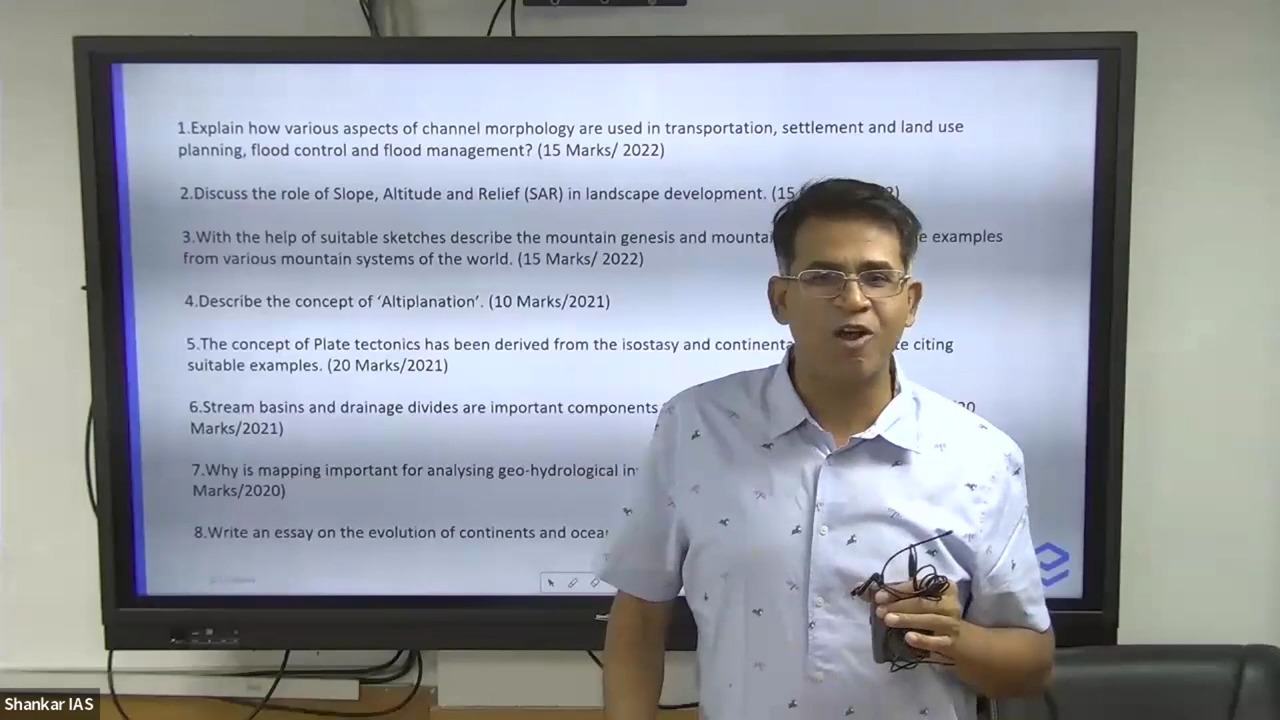 1.Explain how various aspects of channel morphology are used in transportation, settlement and land use
planning, flood control and flood management? (15 Marks/ 2022)
2.Discuss the role of Slope, Altitude and Relief (SAR) in landscape development. (15
3.With the help of suitable sketches describe the mountain genesis and examples
from various mountain systems of the world. (15 Marks/ 2022)
4.Describe the concept of ‘Altiplanation’. (10 Marks/2021)
5.The concept of Plate tectonics has been derived from the isostasy and citing
suitable examples. (20 Marks/2021)
6.Stream basins and drainage divides are important components
Marks/2021)
7.Why is mapping important for analysing geo-hydrological
Marks/2020)
8.Write an essay on the evolution of continents and
Shankar IAS